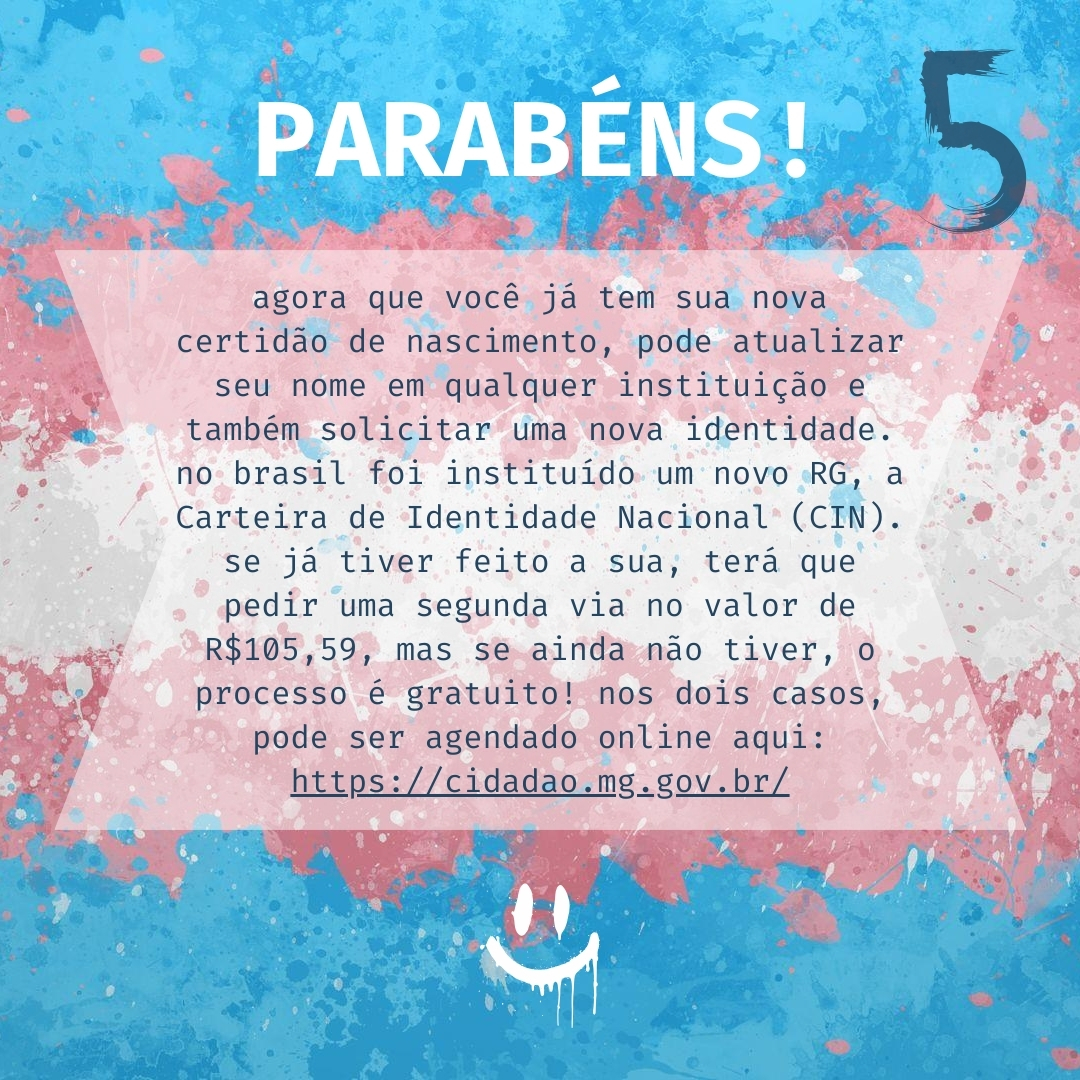 PARABÉNS!
5
agora que você já tem sua nova
certidão de nascimento, pode atualizar
seu nome em qualquer instituição e
também solicitar uma nova identidade.
no brasil foi instituído um novo RG, a
Carteira de Identidade Nacional (CIN).
se já tiver feito a sua, terá que
pedir uma segunda via no valor de
R$105,59, mas se ainda não tiver, o
processo é gratuito! nos dois casos,
pode ser agendado online aqui:
https://cidadao.mg.gov.br/